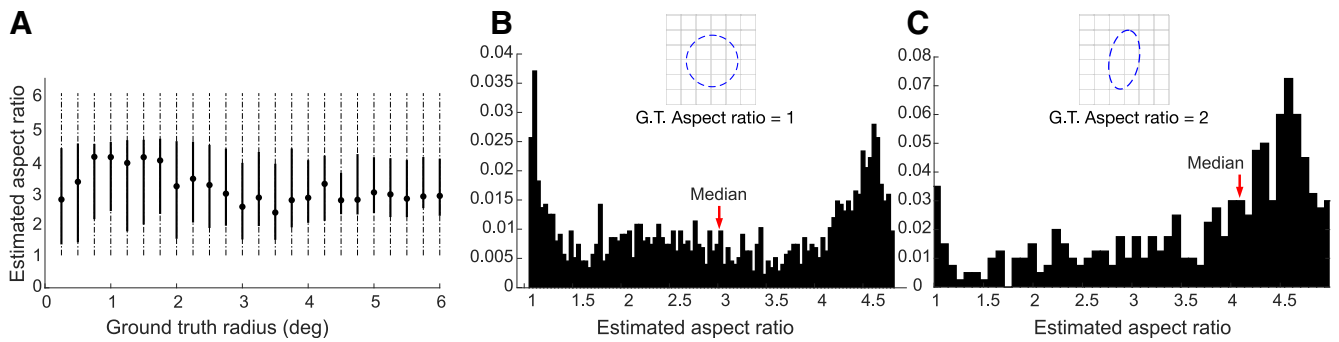 A
Estimated aspect ratio
6
5
4
3
2
1
0
0 1 2 3 4 5 6
Ground truth radius (deg)
B
G.T. Aspect ratio = 1
Median
0.04
0.035
0.03
0.025
0.02
0.015
0.01
0.005
0
1 1.5 2 2.5 3 3.5 4 4.5
Estimated aspect ratio
C
G.T. Aspect ratio = 2
Median
0.08
0.07
0.06
0.05
0.04
0.03
0.02
0.01
0
1 1.5 2 2.5 3 3.5 4 4.5
Estimated aspect ratio